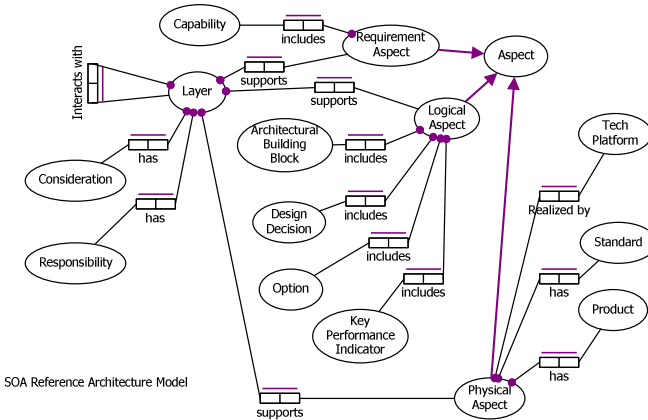 Capability
includes
Requirement
Aspect
Aspect
Interacts with
supports
Layer
supports
Logical
Aspect
Tech
Platform
Architectural
Building
Block
includes
has
Consideration
has
Realized by
Design
Decision
includes
Standard
Responsibility
includes
Option
includes
has
Product
Key
Performance
Indicator
has
SOA Reference Architecture Model
supports
Physical
Aspect